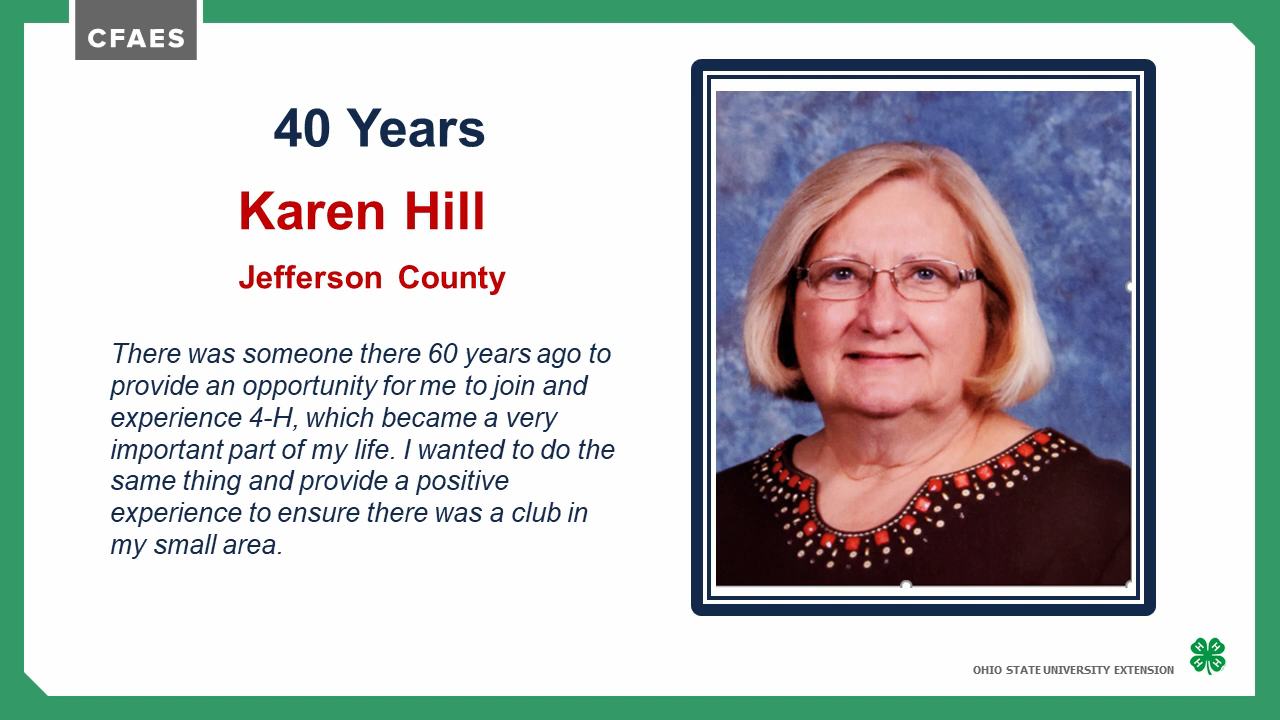 CFAES
40 Years
Karen Hill
Jefferson County
There was someone there 60 years ago to
provide an opportunity for me to join and
experience 4-H, which became a very
important part of my life. I wanted to do the
same thing and provide a positive
experience to ensure there was a club in
my small area.
OHIO STATE UNIVERSITY EXTENSION
H H H H